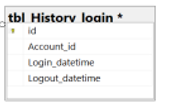 tbl_History_login *
id
Account_id
Login_datetime
Logout_datetime